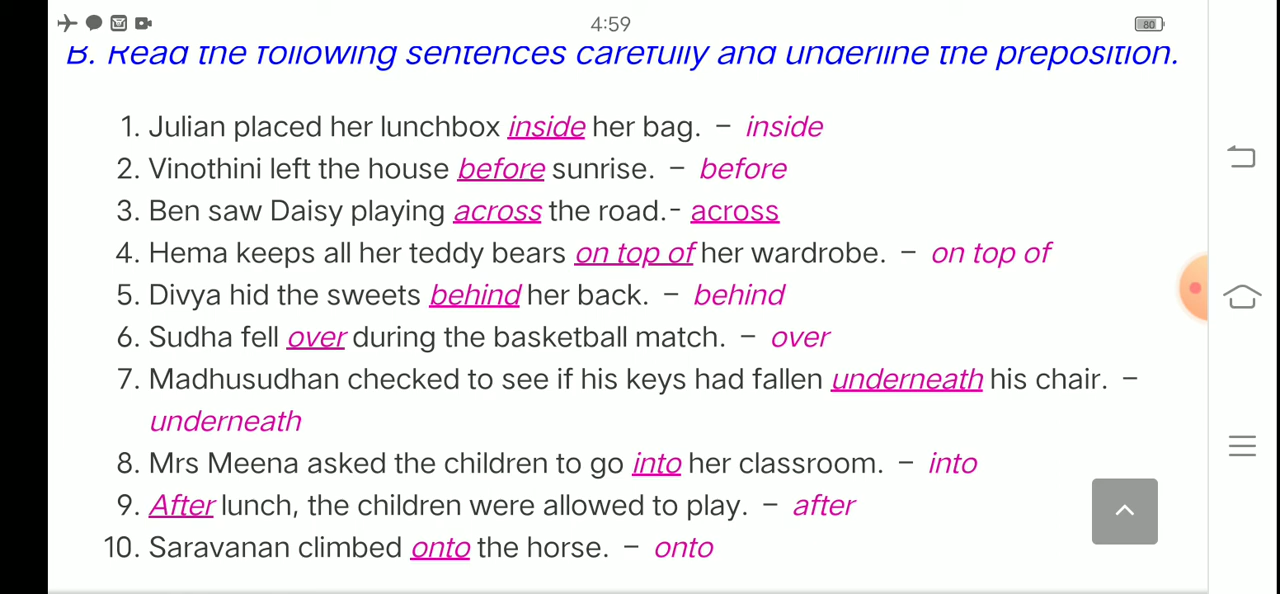 4:59
80
B. Read the following sentences carefully and underline the preposition.
1. Julian placed her lunchbox inside her bag. – inside
2. Vinothini left the house before sunrise. – before
3. Ben saw Daisy playing across the road.- across
4. Hema keeps all her teddy bears on top of her wardrobe. – on top of
5. Divya hid the sweets behind her back. – behind
6. Sudha fell over during the basketball match. – over
7. Madhusudhan checked to see if his keys had fallen underneath his chair. –
underneath
8. Mrs Meena asked the children to go into her classroom. – into
9. After lunch, the children were allowed to play. – after
10. Saravanan climbed onto the horse. – onto